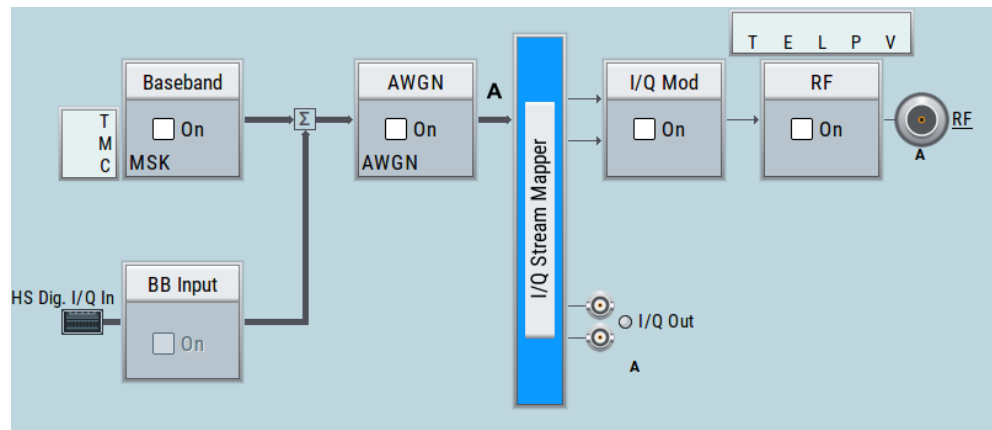 T E L P V
Baseband
On
MSK
T
M
C
Σ
AWGN
On
AWGN
A
I/Q Stream Mapper
I/Q Mod
On
RF
On
RF
A
HS Dig. I/Q In
BB Input
On
I/Q Out
A